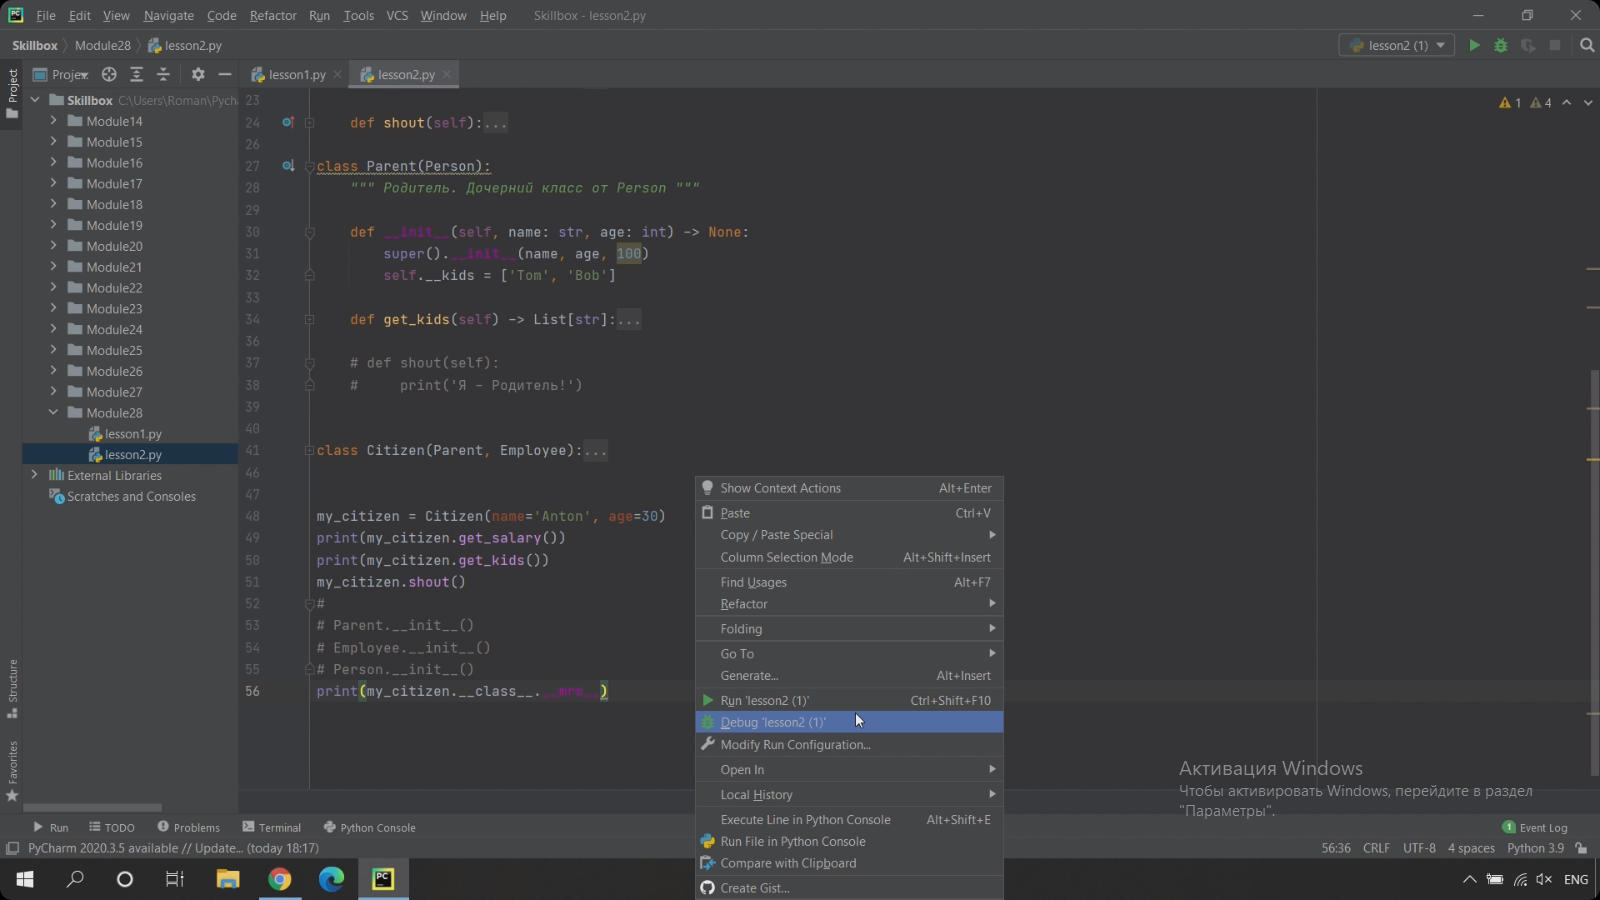 File Edit View Navigate Code Refactor Run Tools VCS Window Help Skillbox - lesson2.py
Skillbox Module28 lesson2.py
lesson2 (1)
Project
lesson1.py lesson2.py
Project
Skillbox C:\Users\Roman\Pycha
Module14
Module15
Module16
Module17
Module18
Module19
Module20
Module21
Module22
Module23
Module24
Module25
Module26
Module27
Module28
lesson1.py
lesson2.py
External Libraries
Scratches and Consoles
Structure
Favorites
1 4
23
24 def shout(self):...
26
27 class Parent(Person):
28 """ Родитель. Дочерний класс от Person """
29
30 def __init__(self, name: str, age: int) -> None:
31 super().__init__(name, age, 100)
32 self.__kids = ['Tom', 'Bob']
33
34 def get_kids(self) -> List[str]:...
36
37 # def shout(self):
38 # print('Я - Родитель!')
39
40
41 class Citizen(Parent, Employee):...
46
47
48 my_citizen = Citizen(name='Anton', age=30)
49 print(my_citizen.get_salary())
50 print(my_citizen.get_kids())
51 my_citizen.shout()
52 #
53 # Parent.__init__()
54 # Employee.__init__()
55 # Person.__init__()
56 print(my_citizen.__class__.__mro__)
Show Context Actions Alt+Enter
Paste Ctrl+V
Copy / Paste Special
Column Selection Mode Alt+Shift+Insert
Find Usages Alt+F7
Refactor
Folding
Go To
Generate... Alt+Insert
Run 'lesson2 (1)' Ctrl+Shift+F10
Debug 'lesson2 (1)'
Modify Run Configuration...
Open In
Local History
Execute Line in Python Console Alt+Shift+E
Run File in Python Console
Compare with Clipboard
Create Gist...
Активация Windows
Чтобы активировать Windows, перейдите в раздел
"Параметры".
Run TODO Problems Terminal Python Console 1 Event Log
PyCharm 2020.3.5 available // Update... (today 18:17) 56:36 CRLF UTF-8 4 spaces Python 3.9
PC
ENG